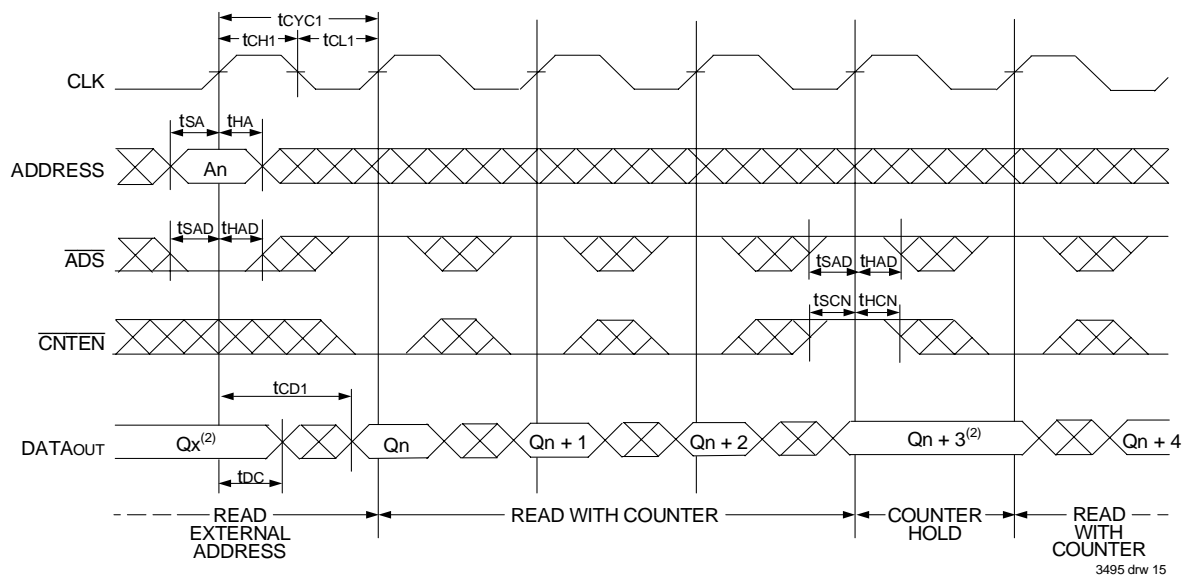 tCYC1
tCH1 tCL1
CLK
tSA tHA
ADDRESS An
tSAD tHAD
ADS
tSAD tHAD
tSCN tHCN
CNTEN
tCD1
DATAOUT Qx(2) Qn Qn + 1 Qn + 2 Qn + 3(2) Qn + 4
tDC
READ EXTERNAL ADDRESS
READ WITH COUNTER
COUNTER HOLD
READ WITH COUNTER
3495 drw 15